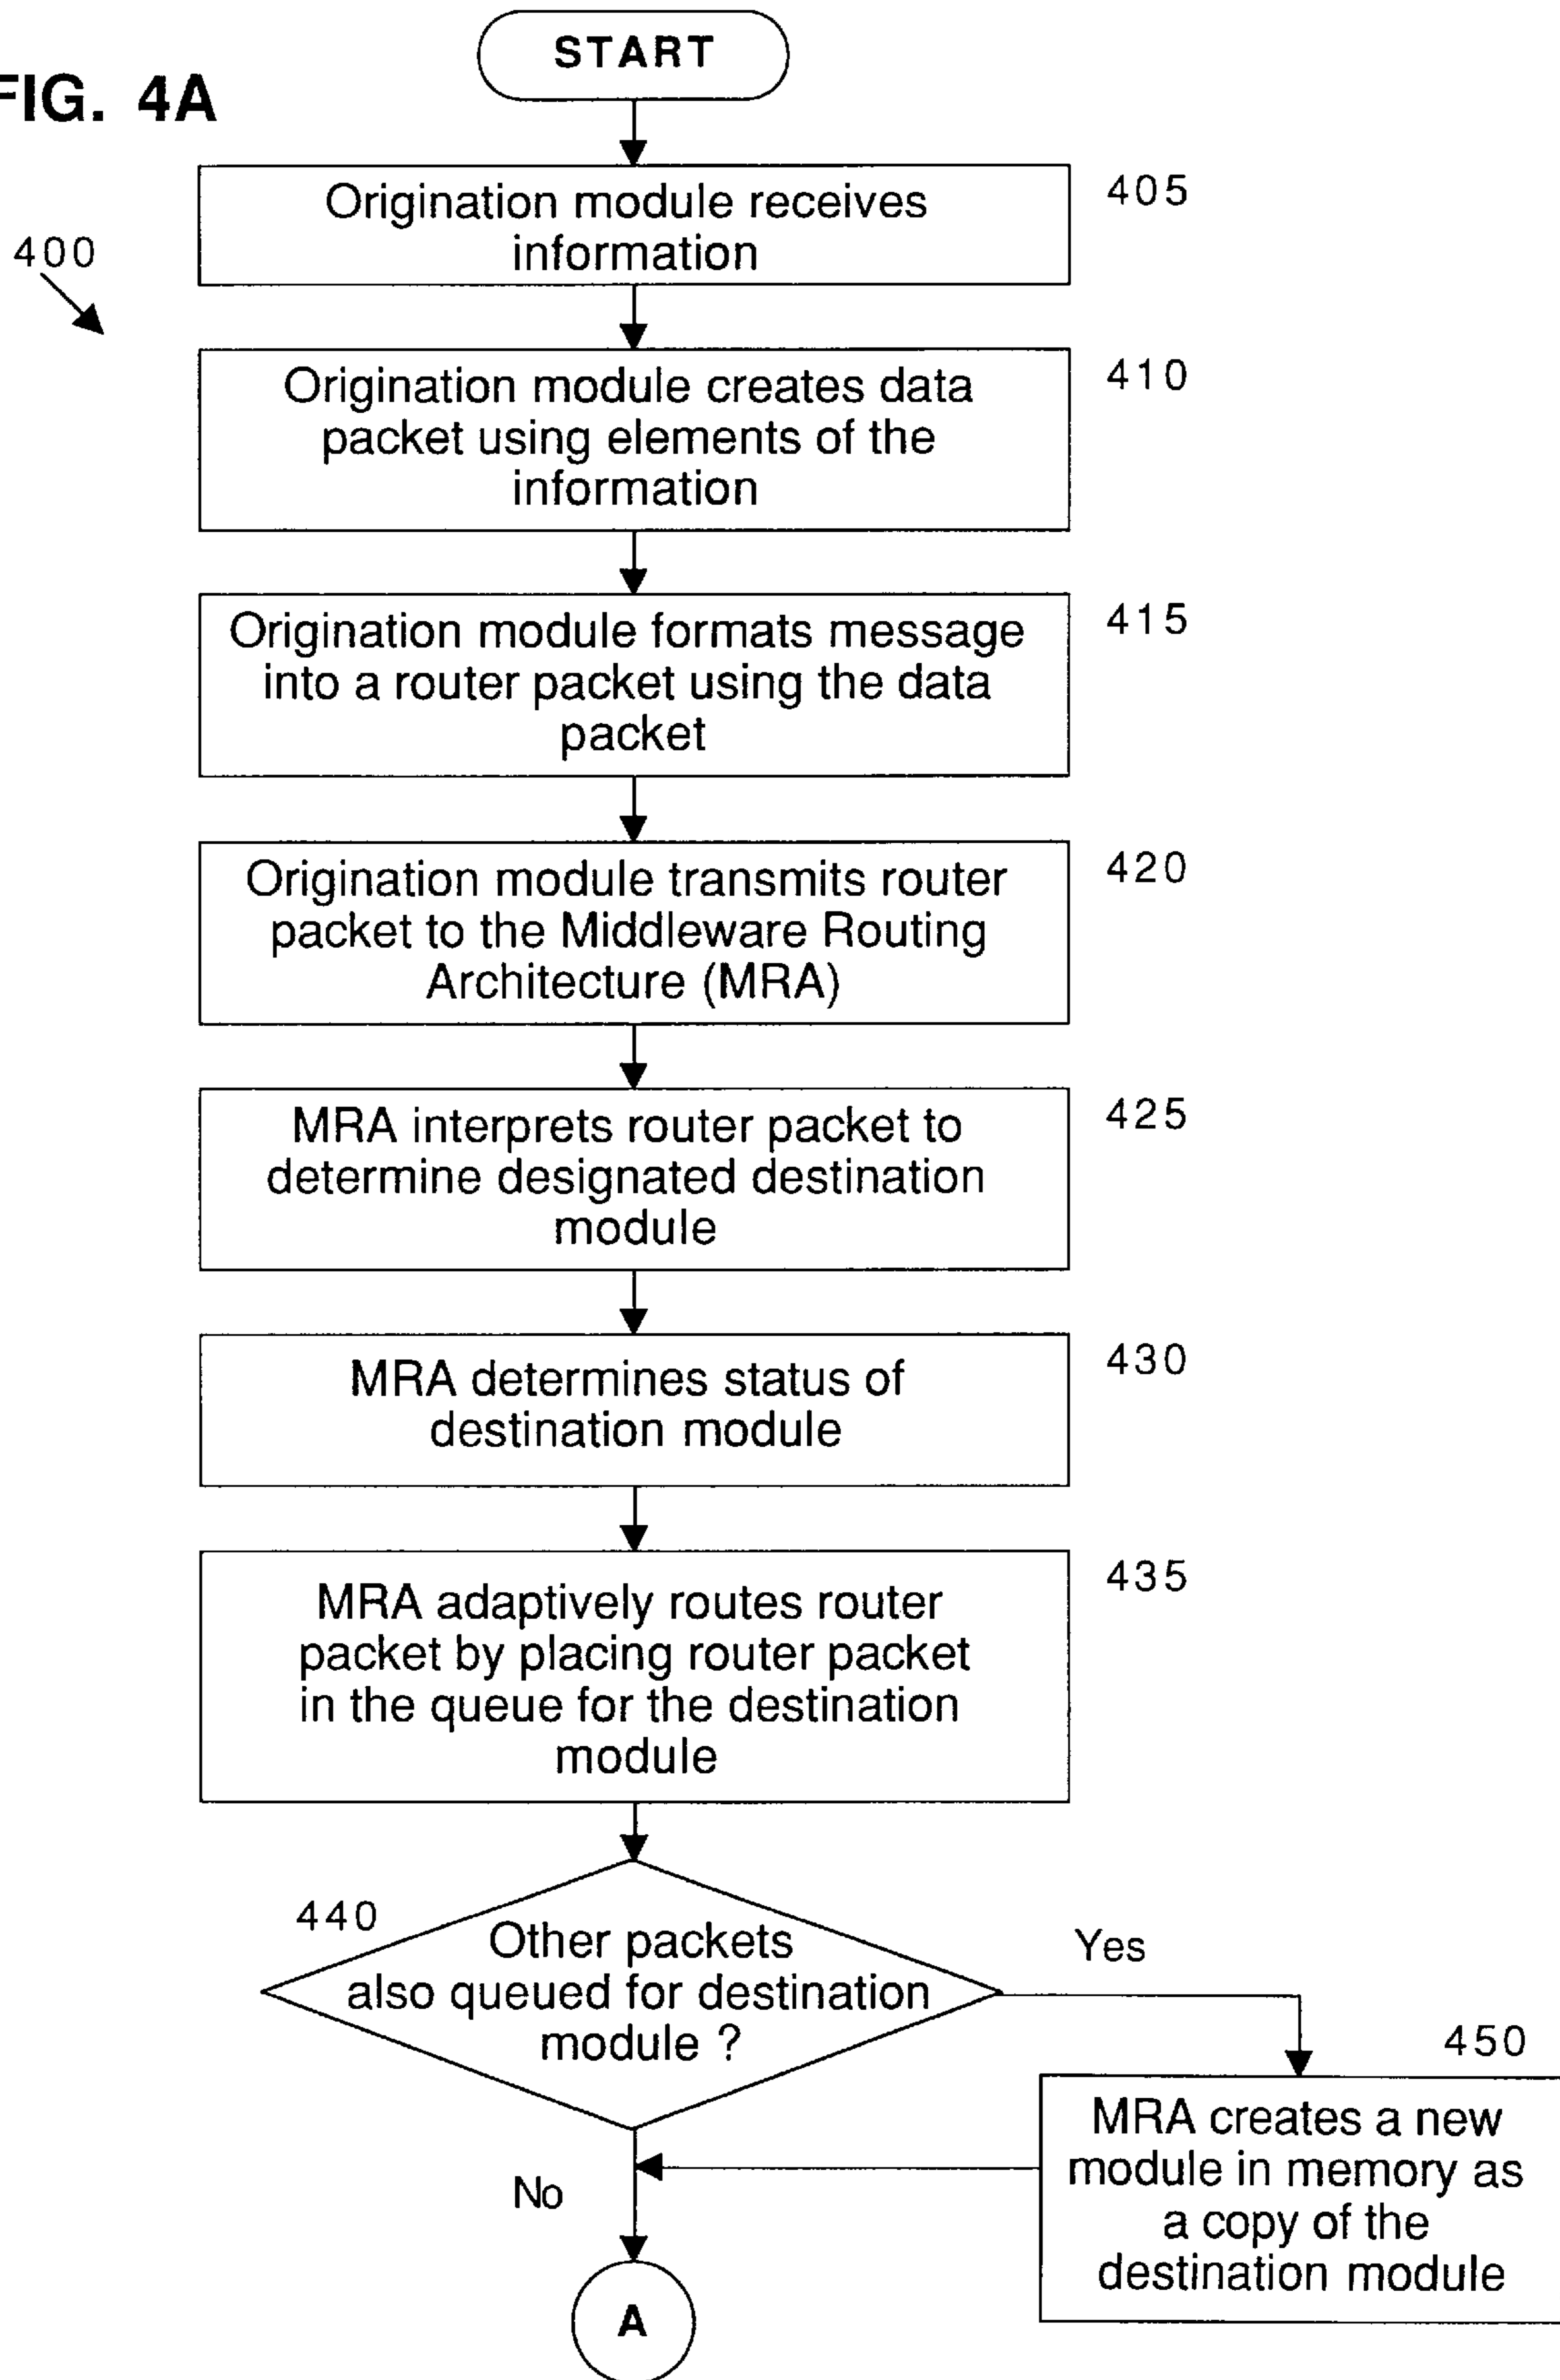 START
FIG. 4A
Origination module receives
information
405
400
Origination module creates data
packet using elements of the
information
410
Origination module formats message
into a router packet using the data
packet
415
Origination module transmits router
packet to the Middleware Routing
Architecture (MRA)
420
MRA interprets router packet to
determine designated destination
module
425
MRA determines status of
destination module
430
MRA adaptively routes router
packet by placing router packet
in the queue for the destination
module
435
440
Other packets
also queued for destination
module ?
Yes
450
MRA creates a new
module in memory as
a copy of the
destination module
No
A